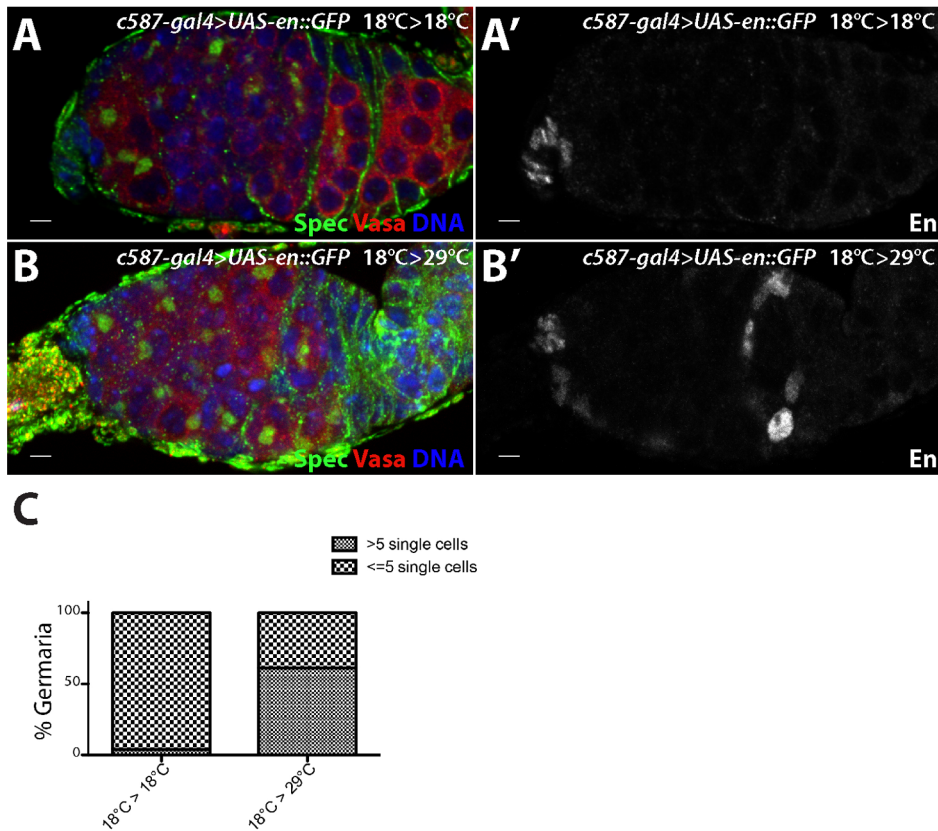 A c587-gal4>UAS-en::GFP 18°C>18°C
Spec Vasa DNA
A′ c587-gal4>UAS-en::GFP 18°C>18°C
En
B c587-gal4>UAS-en::GFP 18°C>29°C
Spec Vasa DNA
B′ c587-gal4>UAS-en::GFP 18°C>29°C
En
C
>5 single cells
<=5 single cells
% Germaria
100
50
0
18°C > 18°C
18°C > 29°C